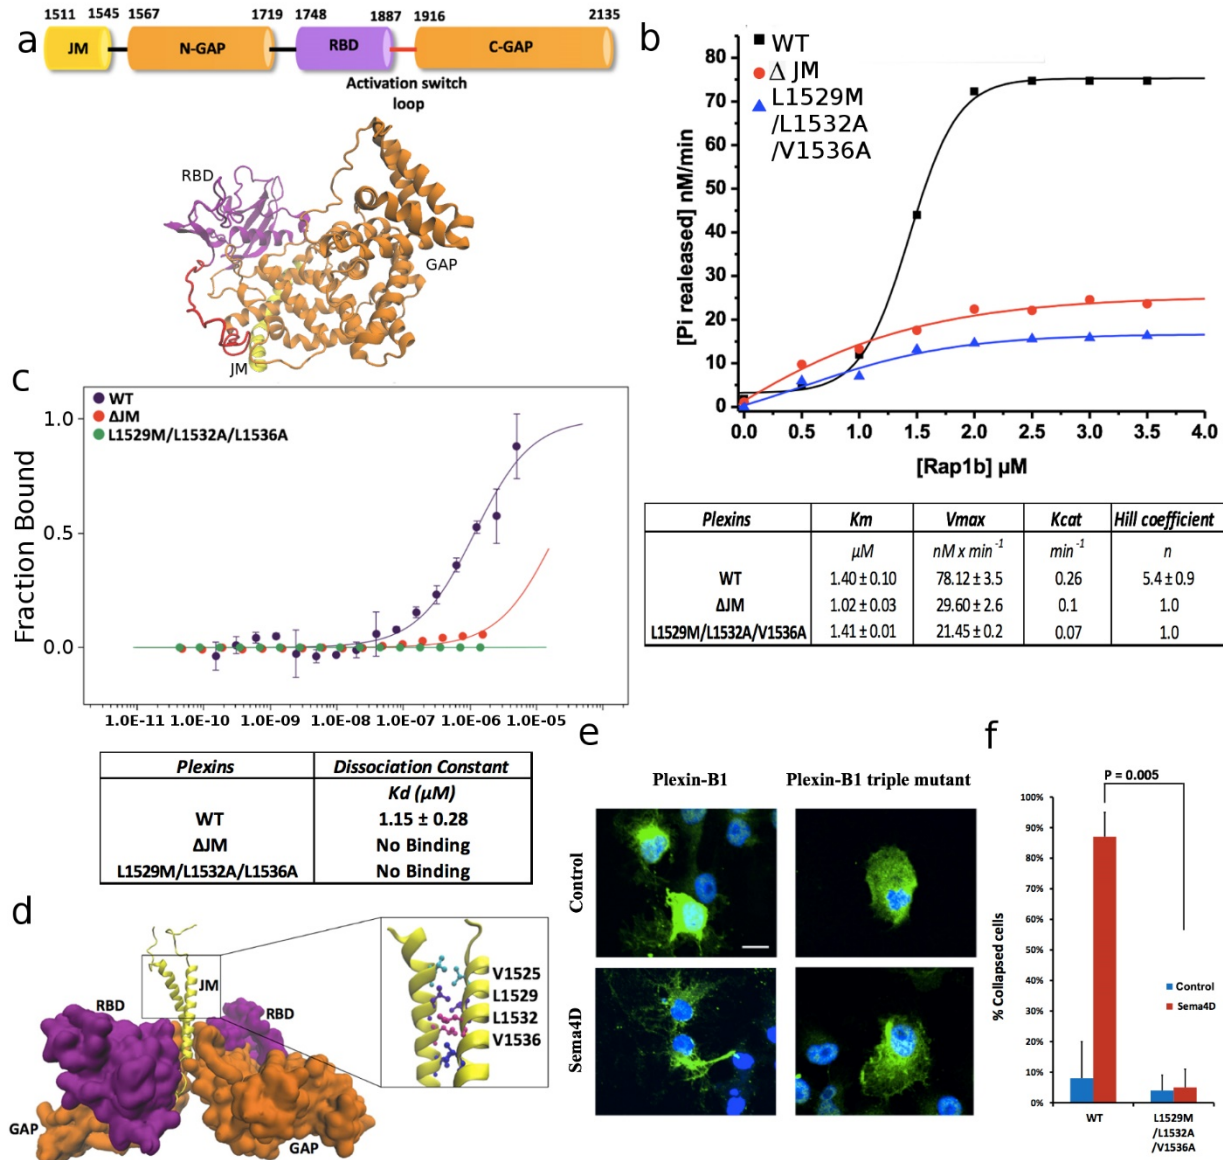 a
1511 1545 1567 1719 1748 1887 1916 2135
JM N-GAP RBD C-GAP
Activation switch
loop
RBD
GAP
JM
b
WT
Δ JM
L1529M
/L1532A
/V1536A
[Pi realeased] nM/min
80
70
60
50
40
30
20
10
0
0.0 0.5 1.0 1.5 2.0 2.5 3.0 3.5 4.0
[Rap1b] µM
Plexins Km Vmax Kcat Hill coefficient
µM nM x min⁻¹ min⁻¹ n
WT 1.40 ± 0.10 78.12 ± 3.5 0.26 5.4 ± 0.9
ΔJM 1.02 ± 0.03 29.60 ± 2.6 0.1 1.0
L1529M/L1532A/V1536A 1.41 ± 0.01 21.45 ± 0.2 0.07 1.0
c
WT
ΔJM
L1529M/L1532A/L1536A
Fraction Bound
1.0
0.5
0.0
1.0E-11 1.0E-10 1.0E-09 1.0E-08 1.0E-07 1.0E-06 1.0E-05
Plexins Dissociation Constant
Kd (µM)
WT 1.15 ± 0.28
ΔJM No Binding
L1529M/L1532A/L1536A No Binding
d
JM
RBD
RBD
GAP
GAP
V1525
L1529
L1532
V1536
e
Plexin-B1 Plexin-B1 triple mutant
Control
Sema4D
f
P = 0.005
% Collapsed cells
100%
90%
80%
70%
60%
50%
40%
30%
20%
10%
0%
Control
Sema4D
WT L1529M
/L1532A
/V1536A